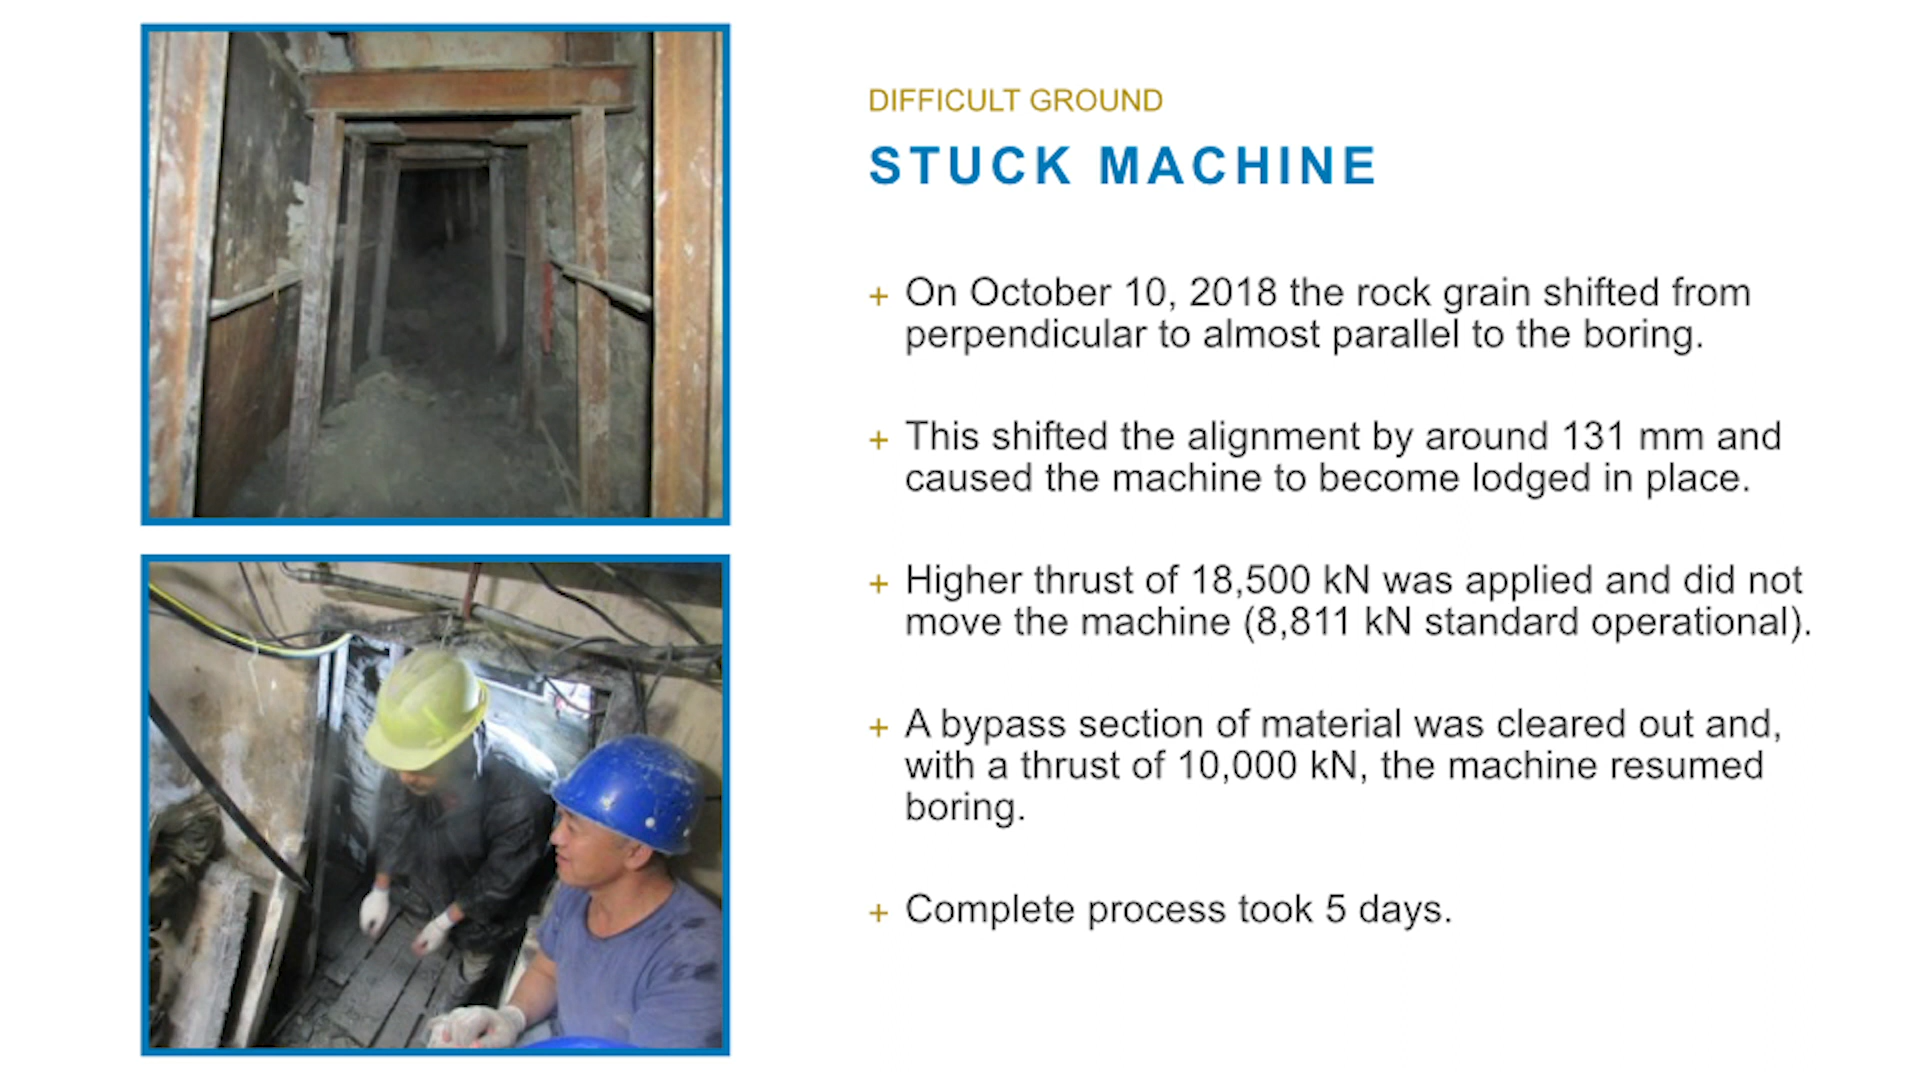 DIFFICULT GROUND
STUCK MACHINE
+ On October 10, 2018 the rock grain shifted from
perpendicular to almost parallel to the boring.
+ This shifted the alignment by around 131 mm and
caused the machine to become lodged in place.
+ Higher thrust of 18,500 kN was applied and did not
move the machine (8,811 kN standard operational).
+ A bypass section of material was cleared out and,
with a thrust of 10,000 kN, the machine resumed
boring.
+ Complete process took 5 days.